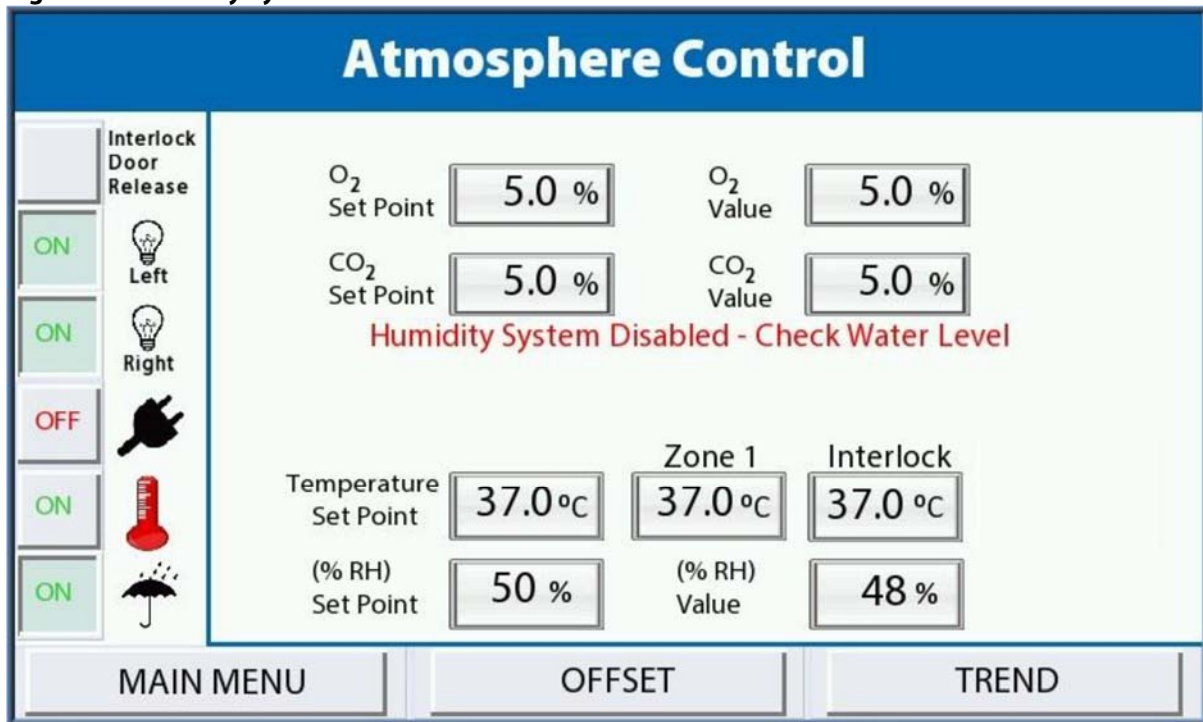 Atmosphere Control
Interlock
Door
Release
ON
Left
ON
Right
OFF
ON
ON
O2
Set Point
5.0 %
O2
Value
5.0 %
CO2
Set Point
5.0 %
CO2
Value
5.0 %
Humidity System Disabled - Check Water Level
Zone 1
Interlock
Temperature
Set Point
37.0 ºC
37.0 ºC
37.0 ºC
(% RH)
Set Point
50 %
(% RH)
Value
48 %
MAIN MENU
OFFSET
TREND